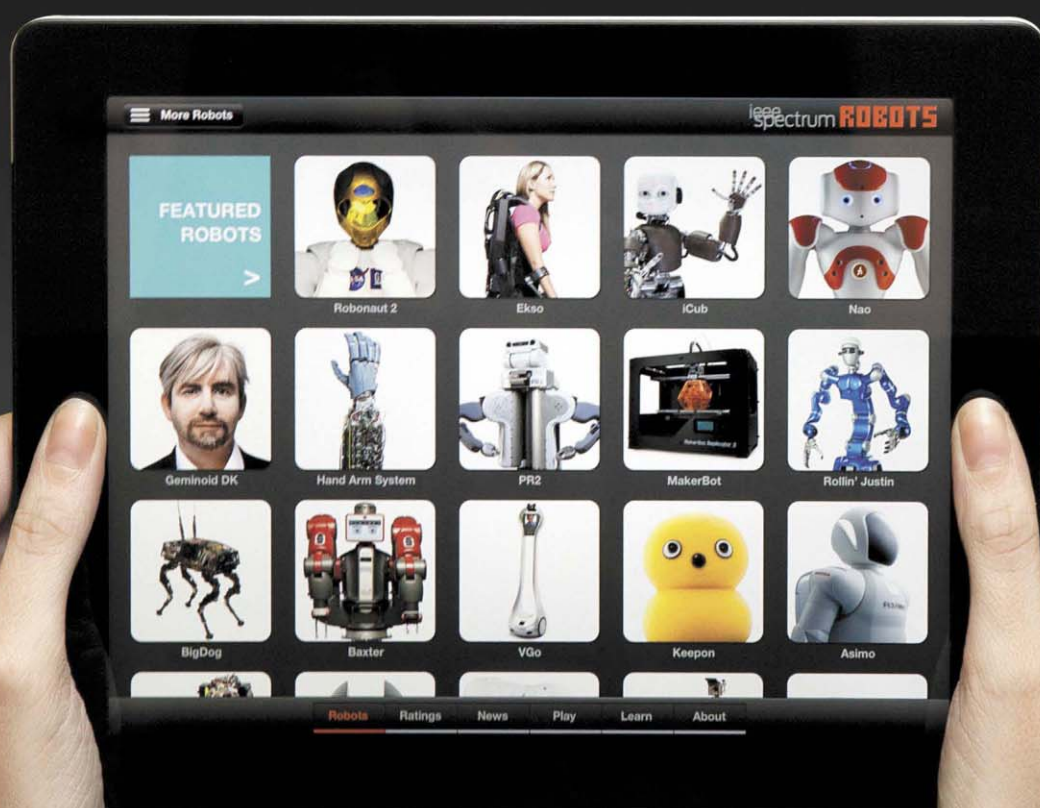 More Robots
ieee
spectrum ROBOTS
FEATURED
ROBOTS
>
NASA
Robonaut 2
Ekso
iCub
Nao
Geminoid DK
Hand Arm System
PR2
MakerBot
Rollin' Justin
BigDog
Baxter
VGo
Keepon
Asimo
Robots
Ratings
News
Play
Learn
About